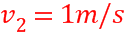 v₂ = 1m/s